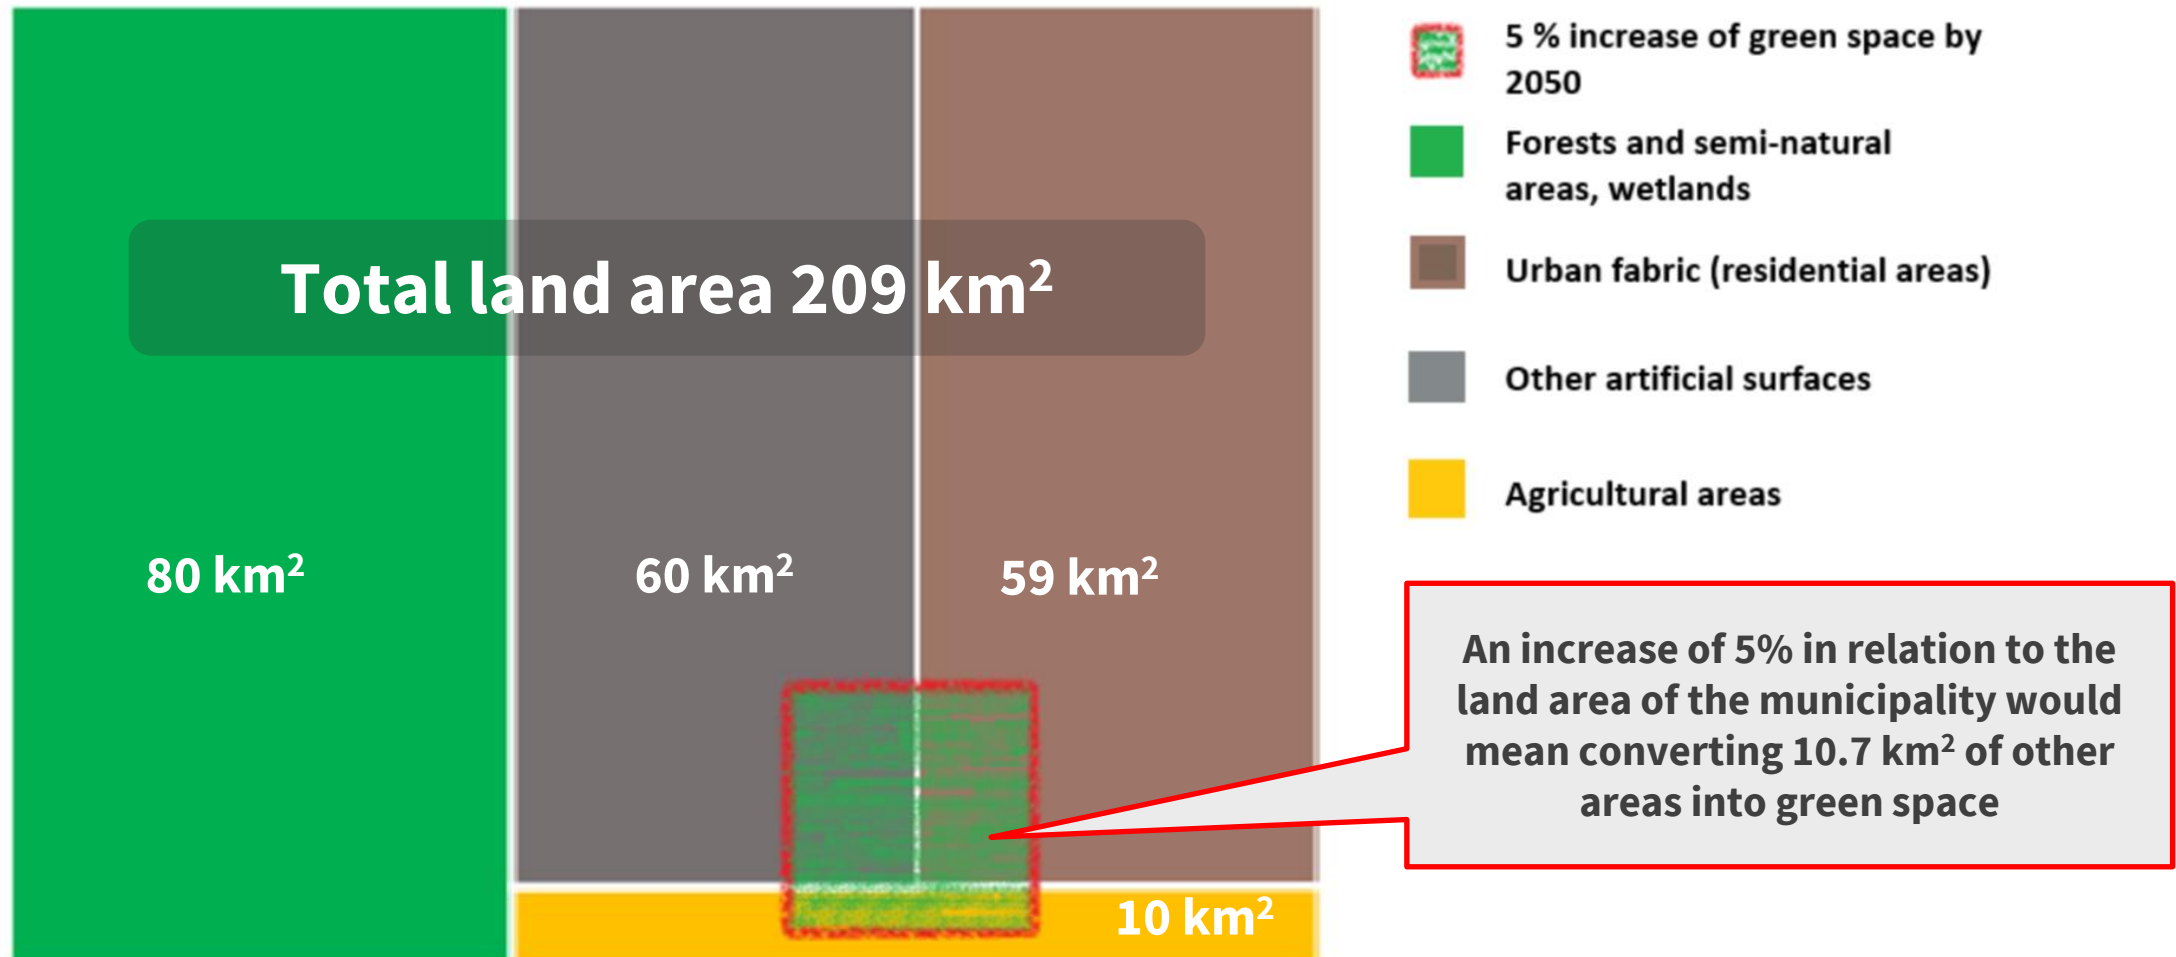 Total land area 209 km²
80 km²
60 km²
59 km²
10 km²
5 % increase of green space by
2050
Forests and semi-natural
areas, wetlands
Urban fabric (residential areas)
Other artificial surfaces
Agricultural areas
An increase of 5% in relation to the
land area of the municipality would
mean converting 10.7 km² of other
areas into green space